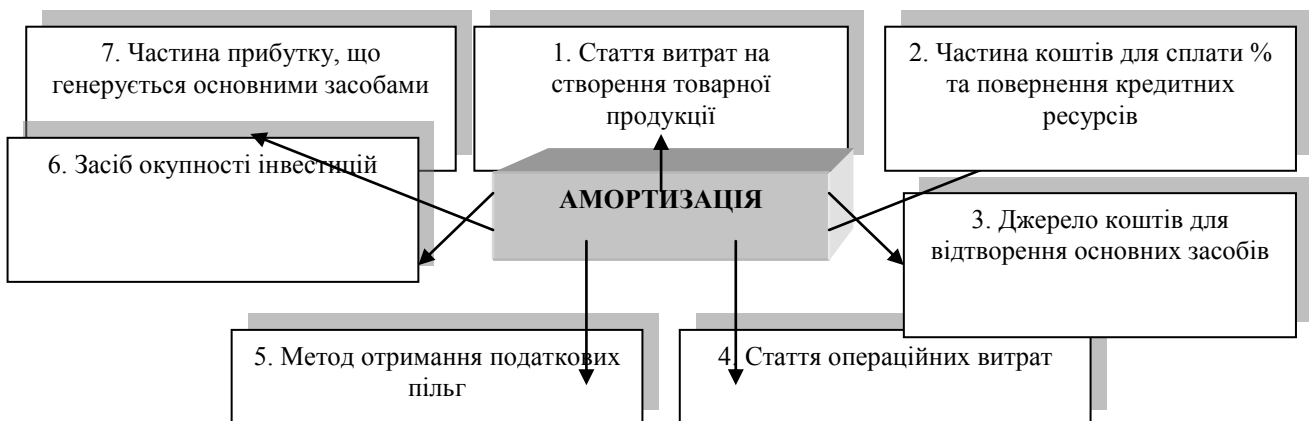 7. Частина прибутку, що
генерується основними засобами
1. Стаття витрат на
створення товарної
продукції
2. Частина коштів для сплати %
та повернення кредитних
ресурсів
6. Засіб окупності інвестицій
АМОРТИЗАЦІЯ
3. Джерело коштів для
відтворення основних засобів
5. Метод отримання податкових
пільг
4. Стаття операційних витрат